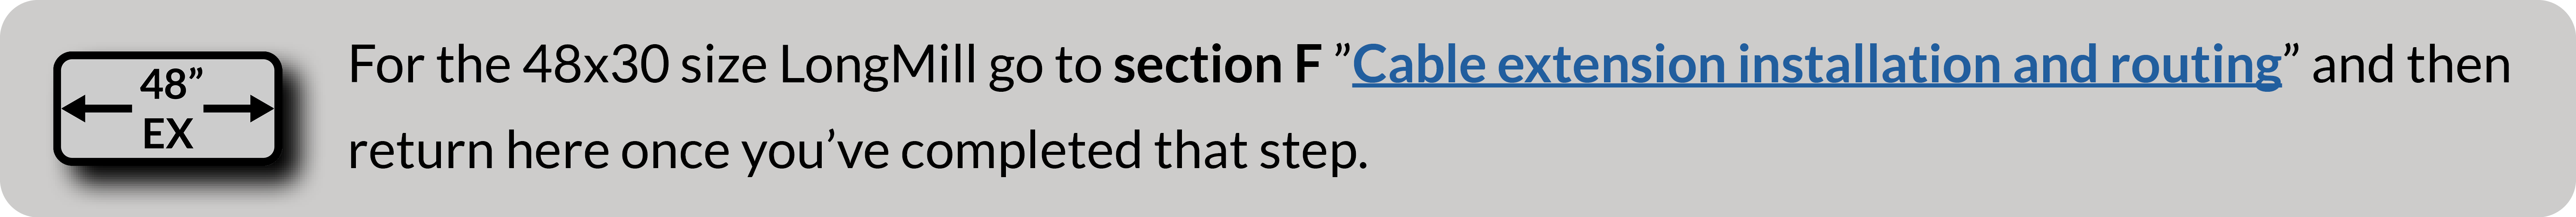 48”
EX
For the 48x30 size LongMill go to section F ”Cable extension installation and routing” and then
return here once you’ve completed that step.